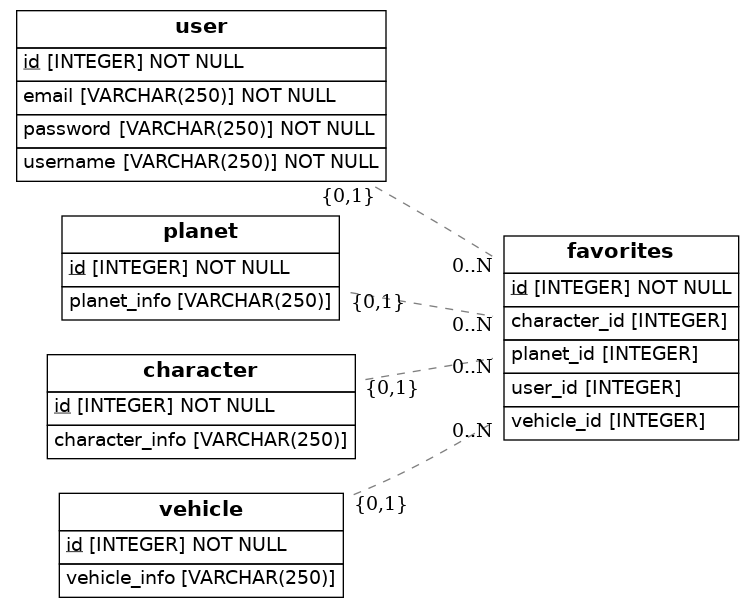 user
id [INTEGER] NOT NULL
email [VARCHAR(250)] NOT NULL
password [VARCHAR(250)] NOT NULL
username [VARCHAR(250)] NOT NULL
{0,1}
0..N
planet
id [INTEGER] NOT NULL
planet_info [VARCHAR(250)]
{0,1}
0..N
character
id [INTEGER] NOT NULL
character_info [VARCHAR(250)]
{0,1}
0..N
vehicle
id [INTEGER] NOT NULL
vehicle_info [VARCHAR(250)]
{0,1}
0..N
favorites
id [INTEGER] NOT NULL
character_id [INTEGER]
planet_id [INTEGER]
user_id [INTEGER]
vehicle_id [INTEGER]